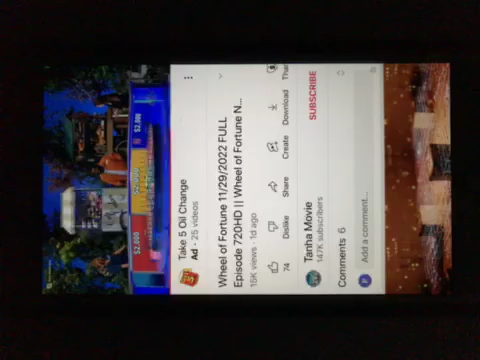 $2,000
$2,000
Take 5 Oil Change
Ad · 25 videos
Wheel of Fortune 11/29/2022 FULL
Episode 720HD || Wheel of Fortune N...
15K views · 1d ago
74
Dislike
Share
Create
Download
Than
Tanha Movie
147K subscribers
SUBSCRIBE
Comments 6
Add a comment...